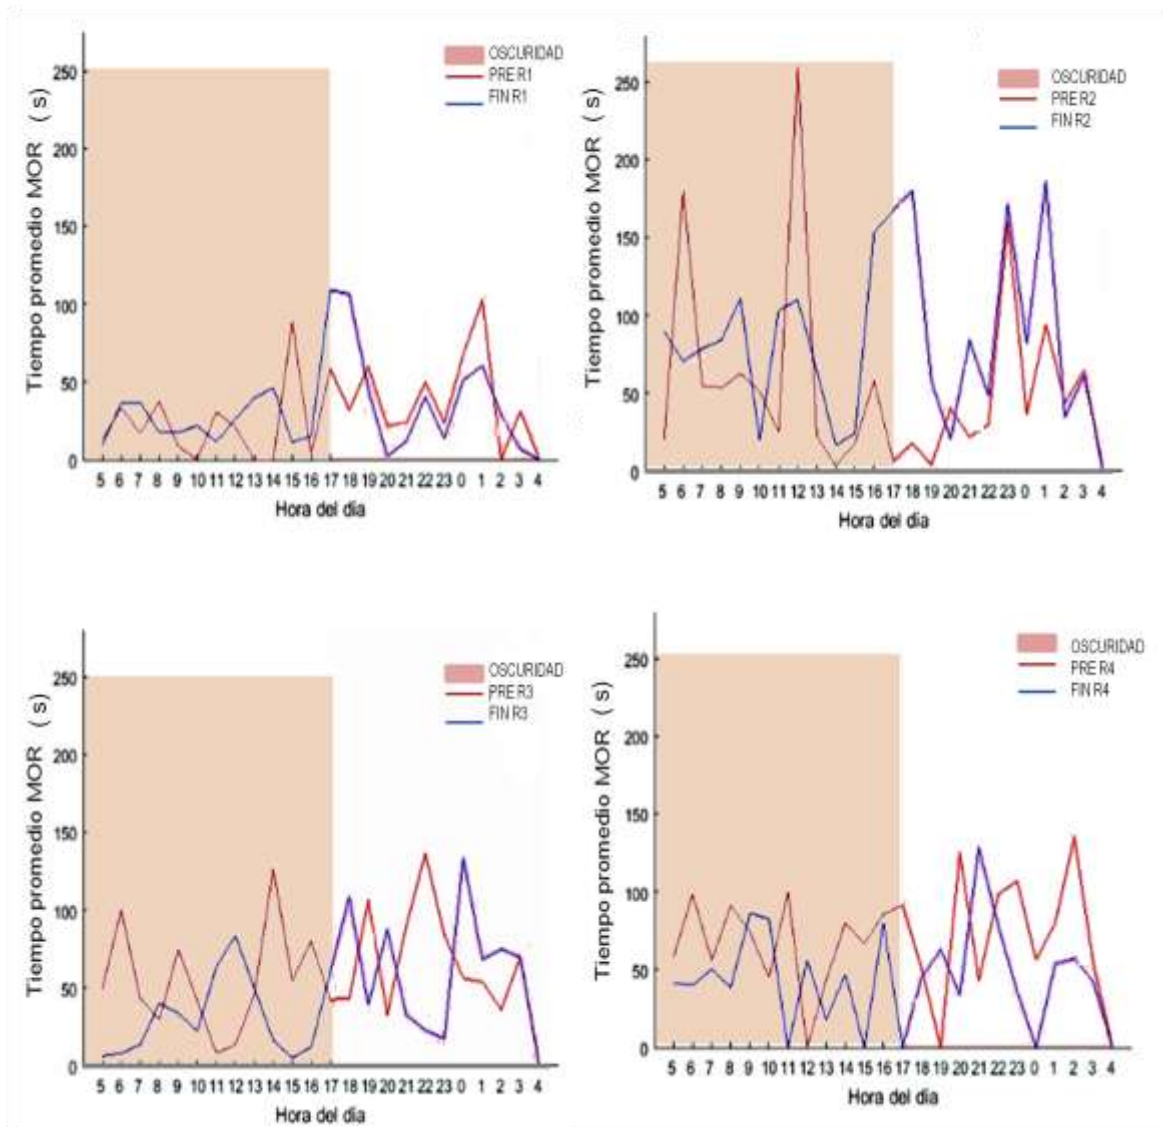 OSCURIDAD
PRE R1
FIN R1
Tiempo promedio MOR ( s)
250
200
150
100
50
0
5 6 7 8 9 10 11 12 13 14 15 16 17 18 19 20 21 22 23 0 1 2 3 4
Hora del dia
OSCURIDAD
PRE R2
FIN R2
Tiempo promedio MOR ( s)
250
200
150
100
50
0
5 6 7 8 9 10 11 12 13 14 15 16 17 18 19 20 21 22 23 0 1 2 3 4
Hora del dia
OSCURIDAD
PRE R3
FIN R3
Tiempo promedio MOR ( s)
250
200
150
100
50
0
5 6 7 8 9 10 11 12 13 14 15 16 17 18 19 20 21 22 23 0 1 2 3 4
Hora del dia
OSCURIDAD
PRE R4
FIN R4
Tiempo promedio MOR ( s)
250
200
150
100
50
0
5 6 7 8 9 10 11 12 13 14 15 16 17 18 19 20 21 22 23 0 1 2 3 4
Hora del dia